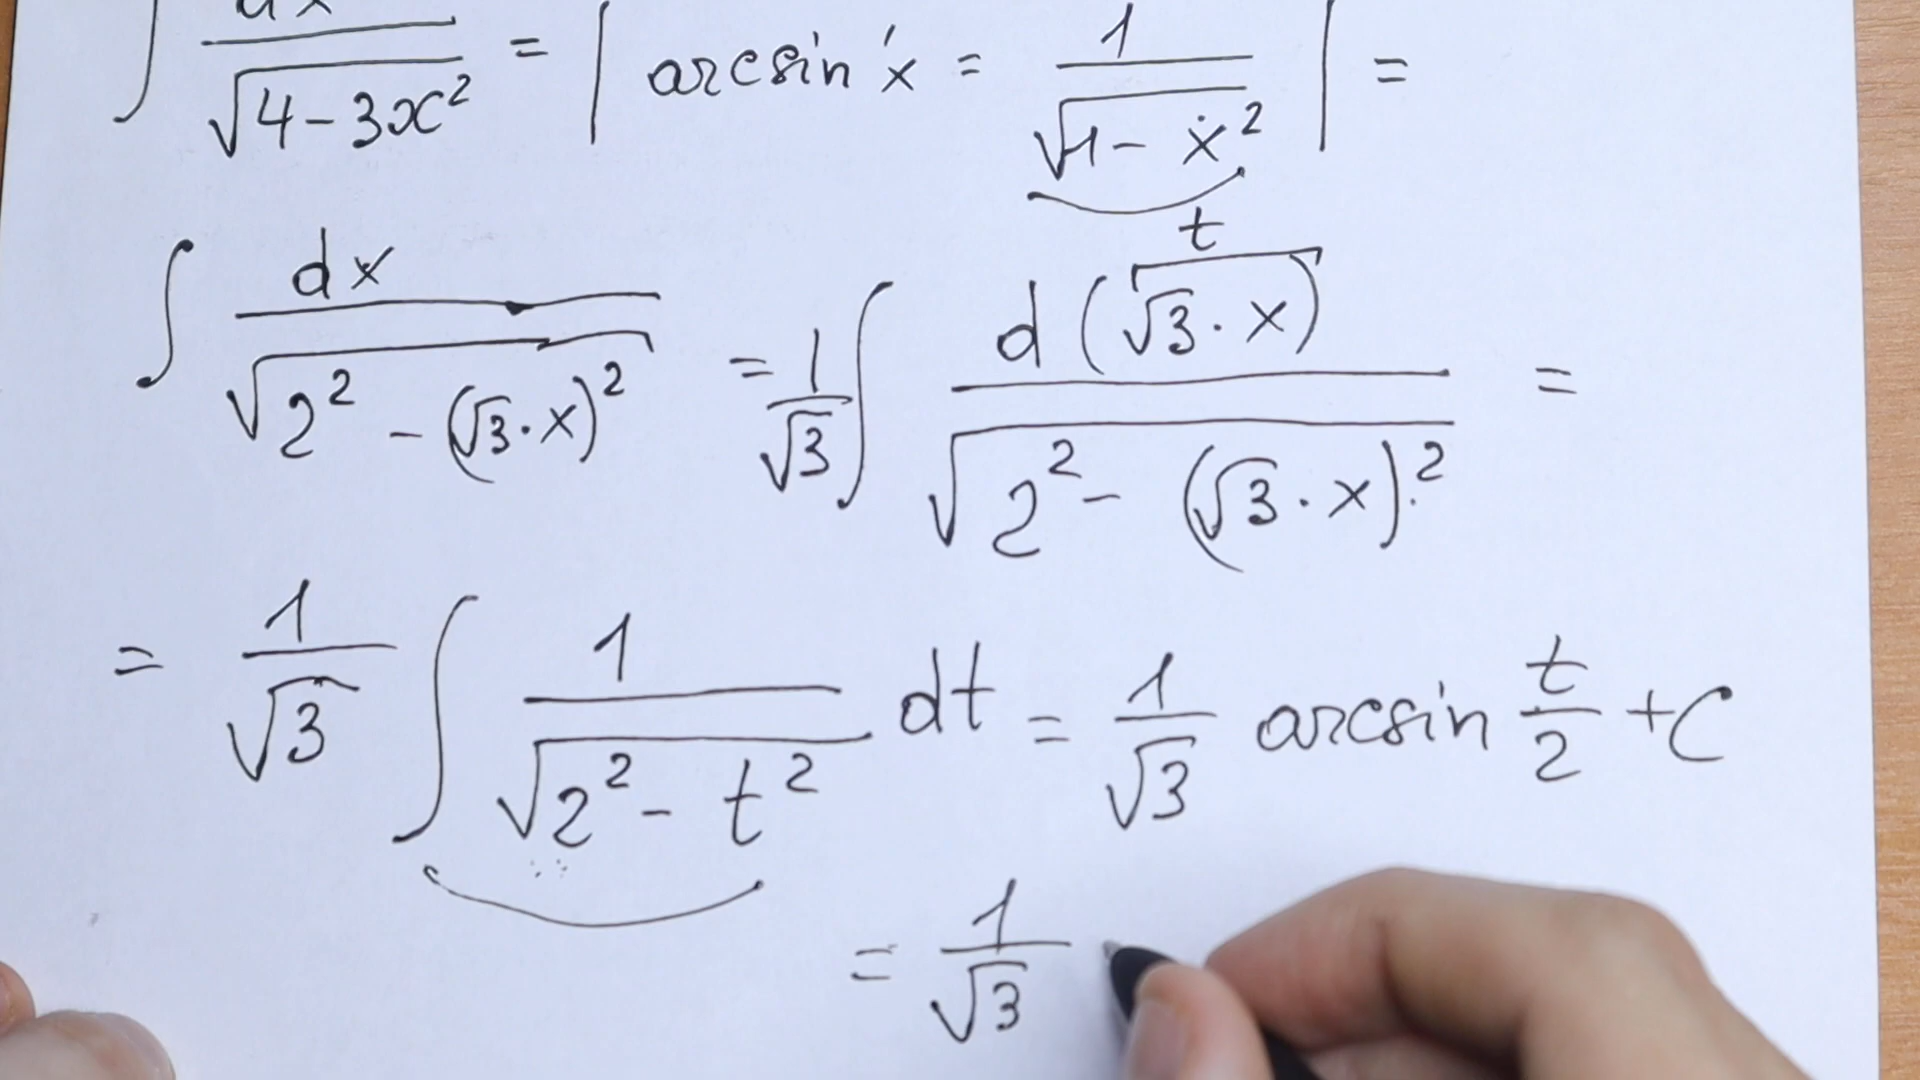 ∫ dx / √(4 - 3x²) = | arcsin'x = 1 / √(1 - x²) | =
∫ dx / √(2² - (√3 · x)²) = 1/√3 ∫ d(√3 · x) / √(2² - (√3 · x)²) =
t
= 1/√3 ∫ 1 / √(2² - t²) dt = 1/√3 arcsin t/2 + C
= 1/√3